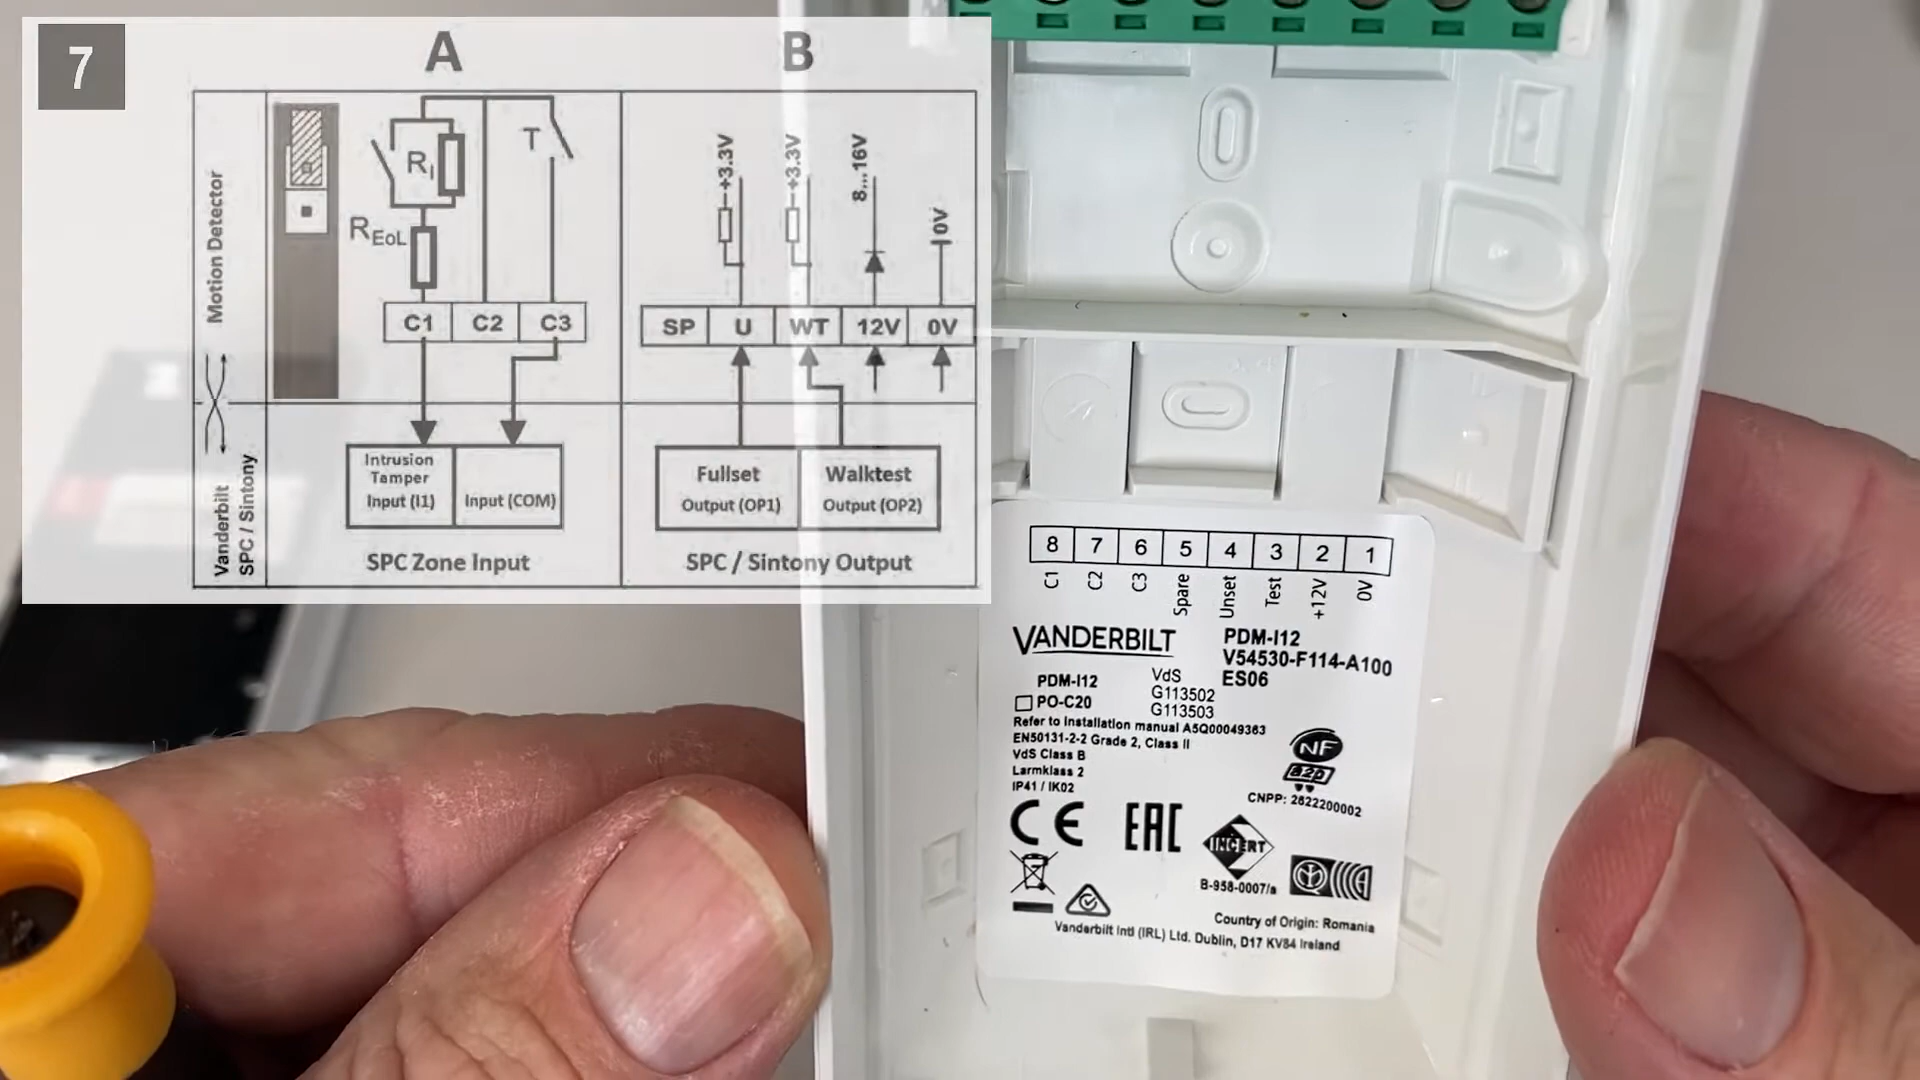 7
A
B
Motion Detector
R I
T
R EoL
+3.3V
+3.3V
8...16V
0V
C1 C2 C3
SP U WT 12V 0V
Vanderbilt
SPC / Sintony
Intrusion
Tamper
Input (I1)
Input (COM)
Fullset
Output (OP1)
Walktest
Output (OP2)
SPC Zone Input
SPC / Sintony Output
8 7 6 5 4 3 2 1
C1 C2 C3 Spare Unset Test +12V 0V
VANDERBILT
PDM-I12
V54530-F114-A100
ES06
PDM-I12
PO-C20
VdS
G113502
G113503
Refer to Installation manual A5Q00049363
EN50131-2-2 Grade 2, Class II
VdS Class B
Larmklass 2
IP41 / IK02
NF
a2p
CNPP: 2822200002
CE
EAC
INCERT
B-958-0007/a
Country of Origin: Romania
Vanderbilt Intl (IRL) Ltd. Dublin, D17 KV84 Ireland